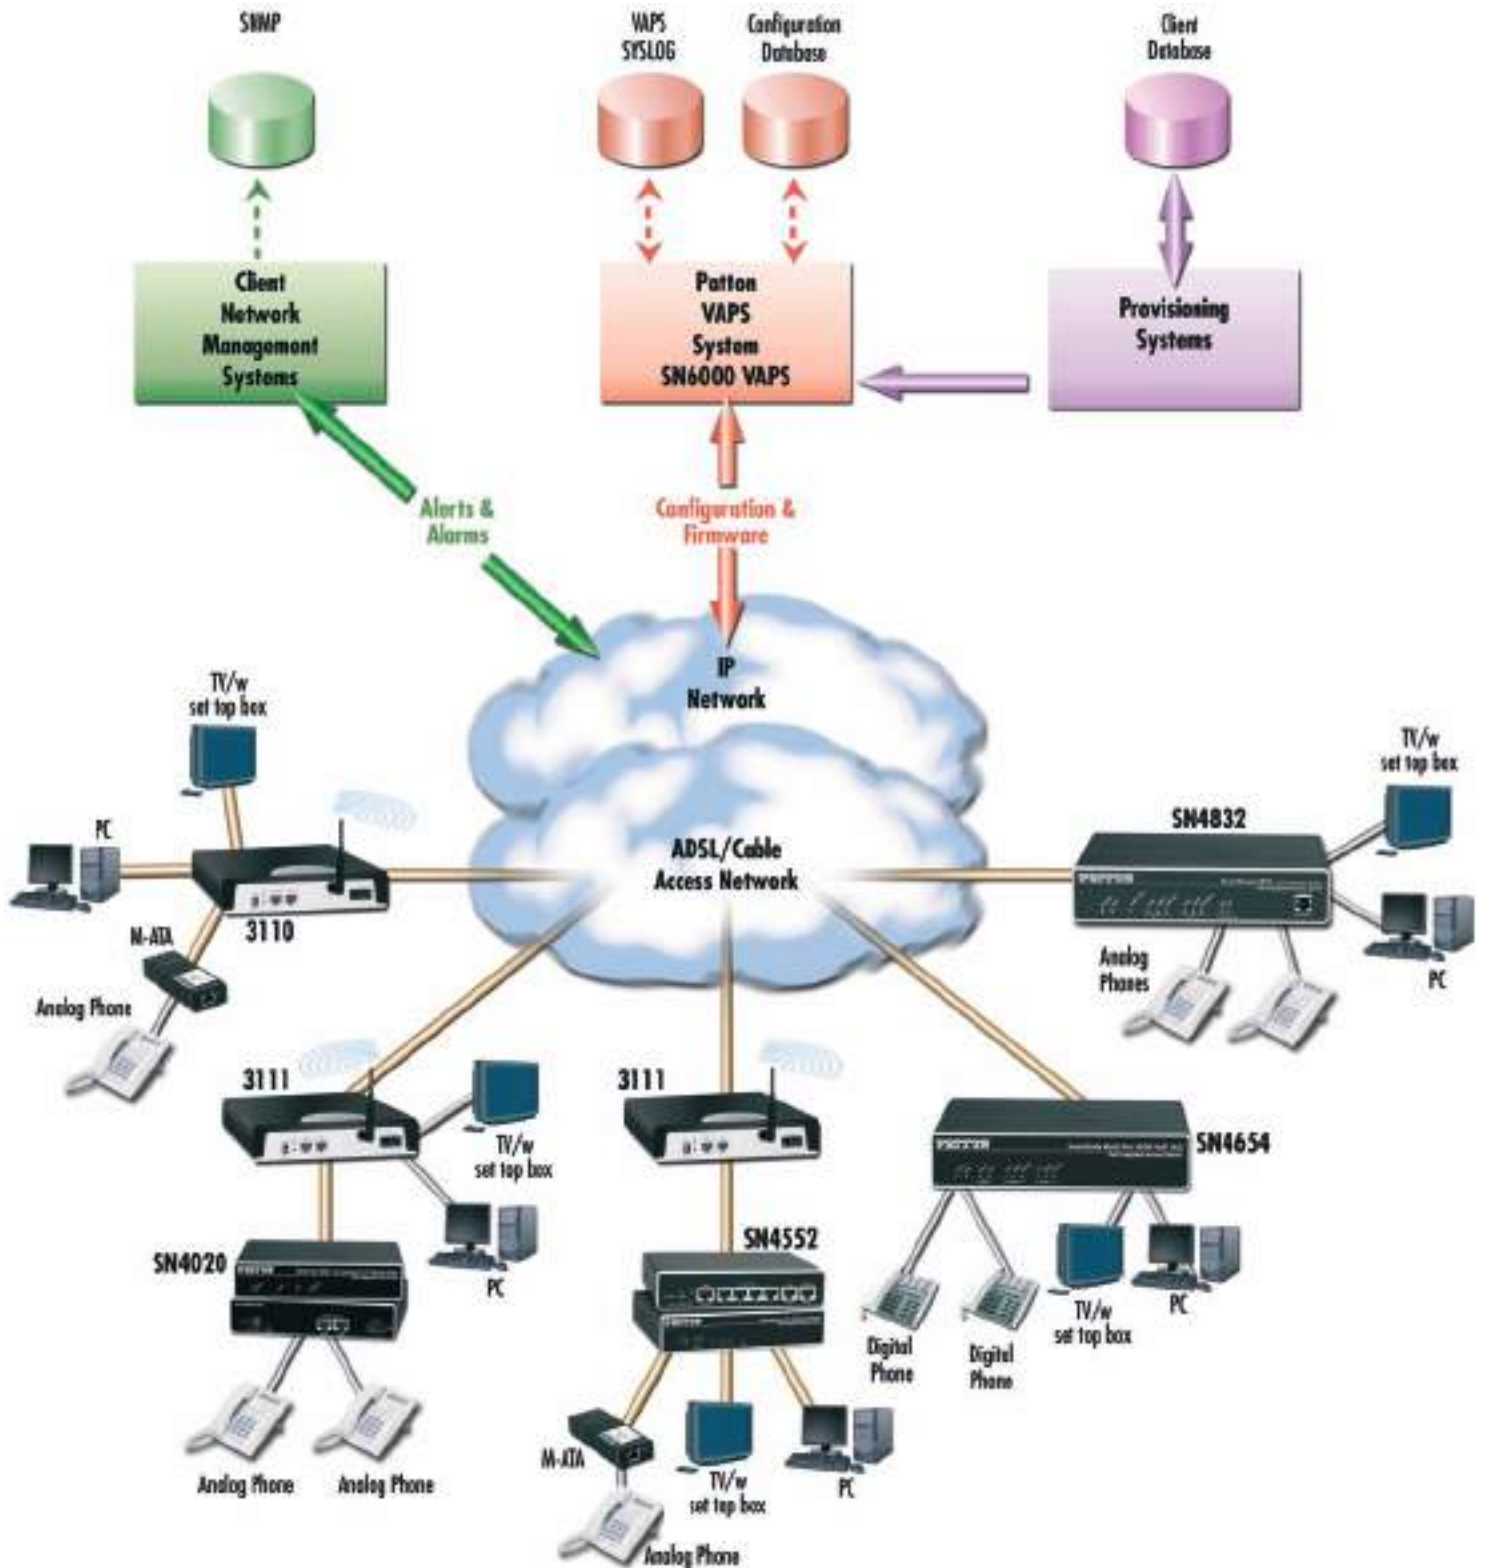 SNMP
VAPS
SYSLOG
Configuration
Database
Client
Database
Client
Network
Management
Systems
Patton
VAPS
System
SN6000 VAPS
Provisioning
Systems
Alerts &
Alarms
Configuration &
Firmware
IP
Network
TV/w
set top box
PC
3110
M-ATA
Analog Phone
ADSL/Cable
Access Network
SN4832
TV/w
set top box
Analog
Phones
PC
3111
TV/w
set top box
PC
SN4020
Analog Phone
Analog Phone
3111
SN4552
M-ATA
TV/w
set top box
PC
Analog Phone
SN4654
Digital
Phone
Digital
Phone
TV/w
set top box
PC